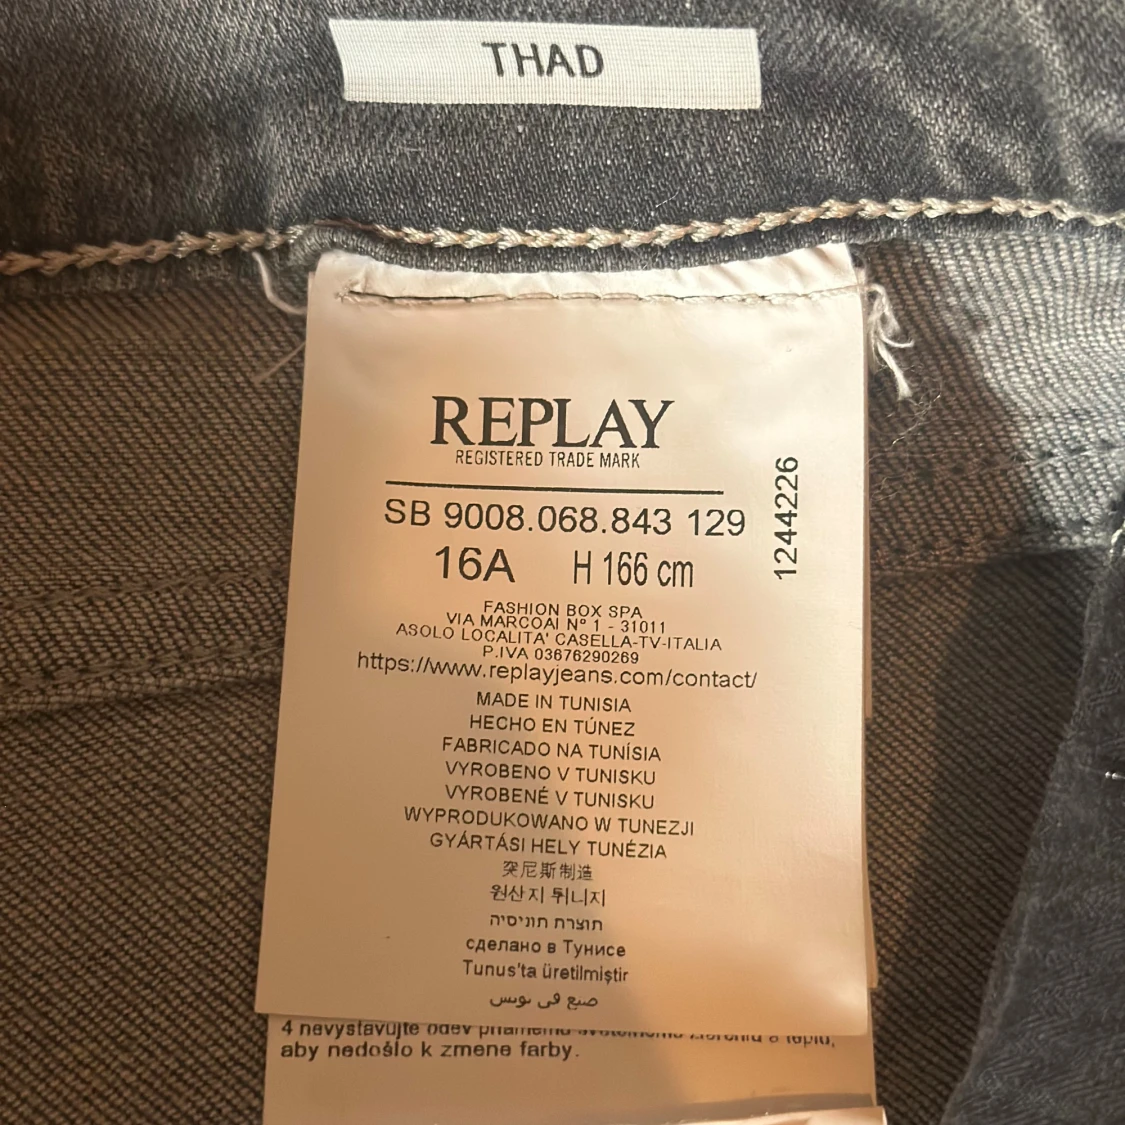 THAD
REPLAY
REGISTERED TRADE MARK
SB 9008.068.843 129
16A H 166 cm
1244226
FASHION BOX SPA
VIA MARCOAI Nº 1 - 31011
ASOLO LOCALITA' CASELLA-TV-ITALIA
P.IVA 03676290269
https://www.replayjeans.com/contact/
MADE IN TUNISIA
HECHO EN TÚNEZ
FABRICADO NA TUNÍSIA
VYROBENO V TUNISKU
VYROBENÉ V TUNISKU
WYPRODUKOWANO W TUNEZJI
GYÁRTÁSI HELY TUNÉZIA
突尼斯制造
원산지 튀니지
תוצרת תוניסיה
сделано в Тунисе
Tunus'ta üretilmiştir
صنع في تونس
4 nevystavujte odev
aby nedošlo k zmene farby.